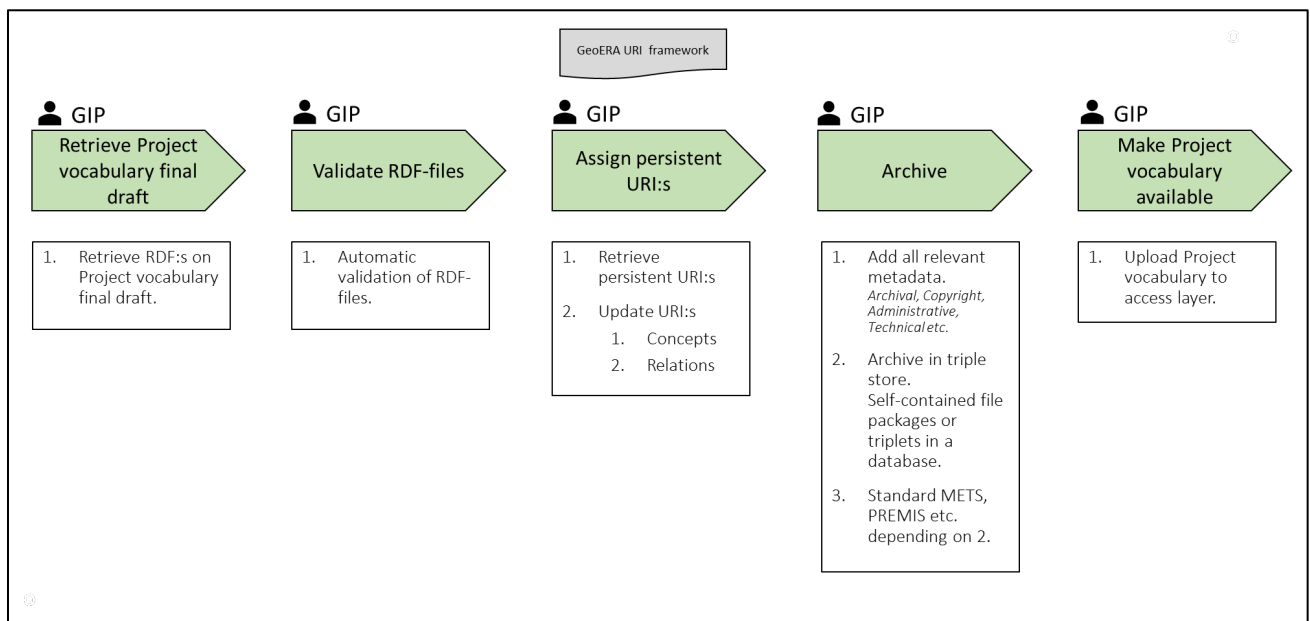 GeoERA URI framework
GIP
Retrieve Project
vocabulary final
draft
1. Retrieve RDF:s on
Project vocabulary
final draft.
GIP
Validate RDF-files
1. Automatic
validation of RDF-
files.
GIP
Assign persistent
URI:s
1. Retrieve
persistent URI:s
2. Update URI:s
1. Concepts
2. Relations
GIP
Archive
1. Add all relevant
metadata.
Archival, Copyright,
Administrative,
Technical etc.
2. Archive in triple
store.
Self-contained file
packages or
triplets in a
database.
3. Standard METS,
PREMIS etc.
depending on 2.
GIP
Make Project
vocabulary
available
1. Upload Project
vocabulary to
access layer.